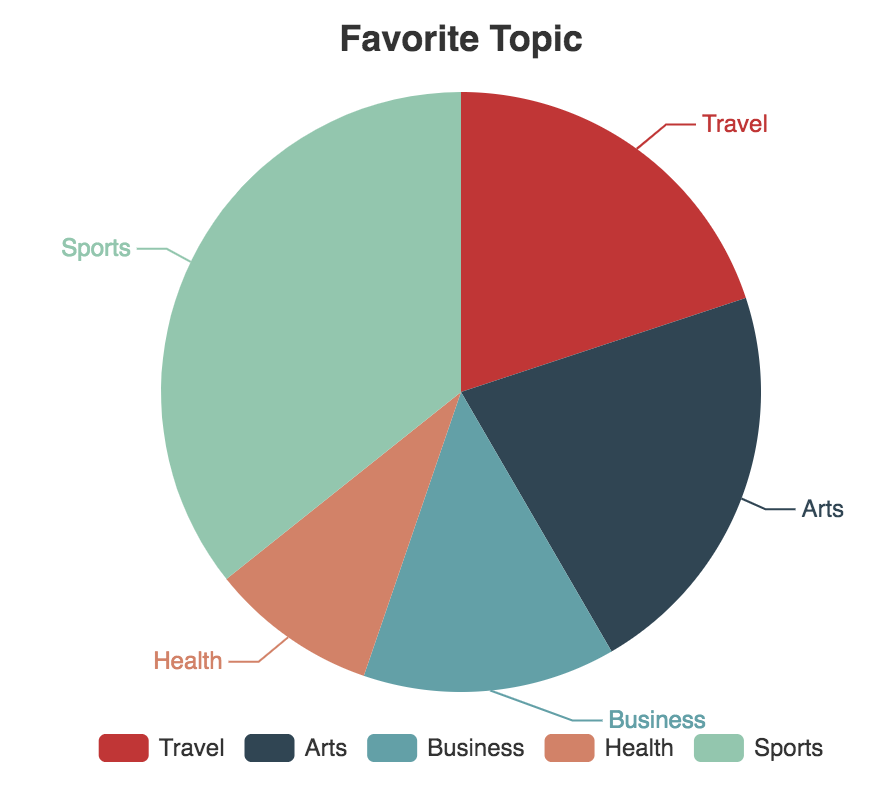 Favorite Topic
Travel
Sports
Arts
Health
Business
Travel Arts Business Health Sports